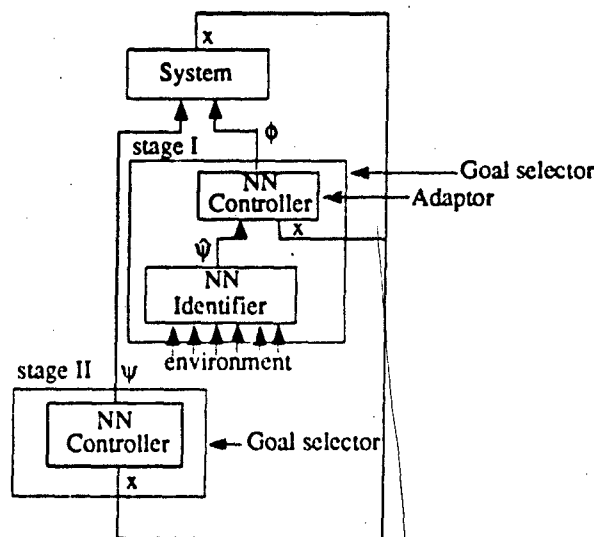 x
System
ϕ
stage I
Goal selector
NN
Controller
Adaptor
x
ψ̂
NN
Identifier
environment
stage II
ψ
NN
Controller
Goal selector
x